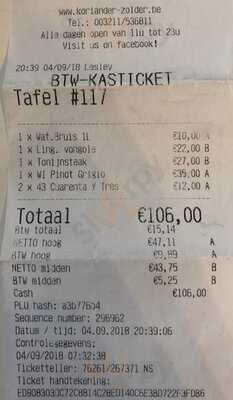 www.koriander-zolder.be
Tel.: 003211/536811
Alle dagen open van 11u tot 23u
Visit us on facebook!
20:39 04/09/18 Lesley
BTW-KASTICKET
Tafel #117
1 x Wat.Bruis 1L €10,00 A
1 x Ling. vongole €22,00 B
1 x Tonijnsteak €27,00 B
1 x WI Pinot Grigio €35,00 A
2 x 43 Cuarenta Y Tres €12,00 A
Totaal €106,00
Btw totaal €15,14
NETTO hoog €47,11 A
BTW hoog €9,89 A
NETTO midden €43,75 B
BTW midden €5,25 B
Cash €106,00
PLU hash: a3b776d4
Sequence number: 296962
Datum / tijd: 04.09.2018 20:39:06
Controlegegevens:
04/09/2018 07:32:38
Ticketteller: 76261/267371 NS
Ticket handtekening: